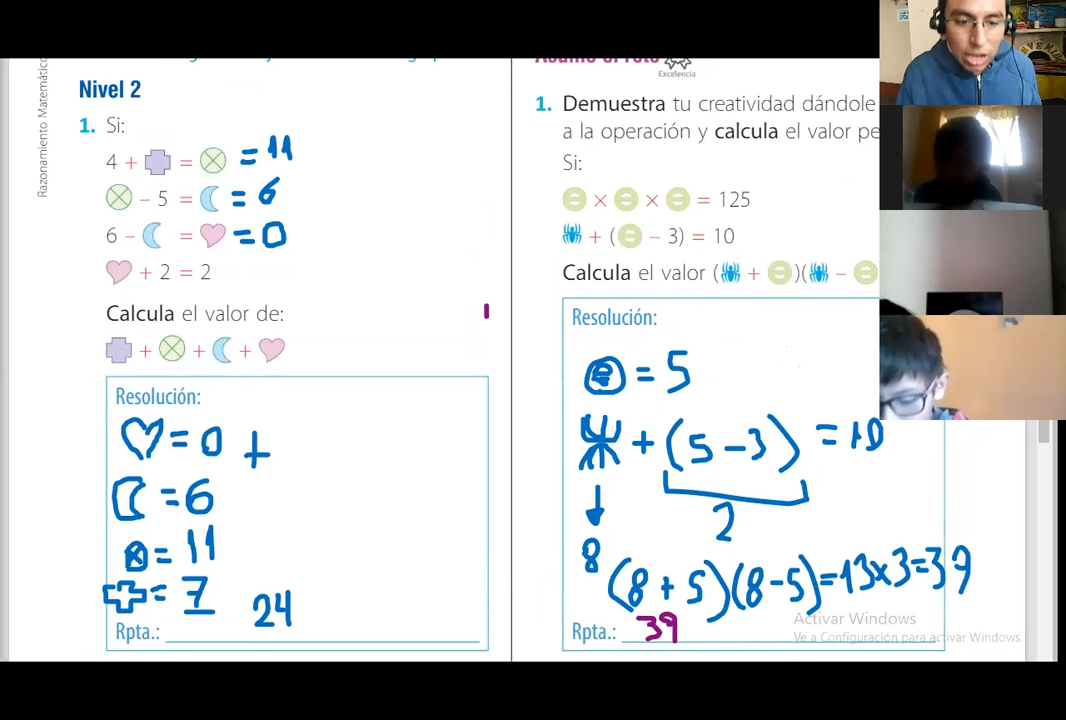 Razonamiento Matemático
Nivel 2
1. Si:
4 + = = 11
- 5 = = 6
6 - = = 0
+ 2 = 2
Calcula el valor de:
+ + +
Resolución:
= 0 +
= 6
= 11
= 7
24
Rpta.:
Excelencia
1. Demuestra tu creatividad dándole
a la operación y calcula el valor pe
Si:
× × = 125
+ ( - 3) = 10
Calcula el valor ( + )( -
Resolución:
= 5
+ (5 - 3) = 10
2
8
(8 + 5)(8 - 5) = 13 x 3 = 39
Rpta.: 39
Activar Windows
Ve a Configuración para activar Windows.